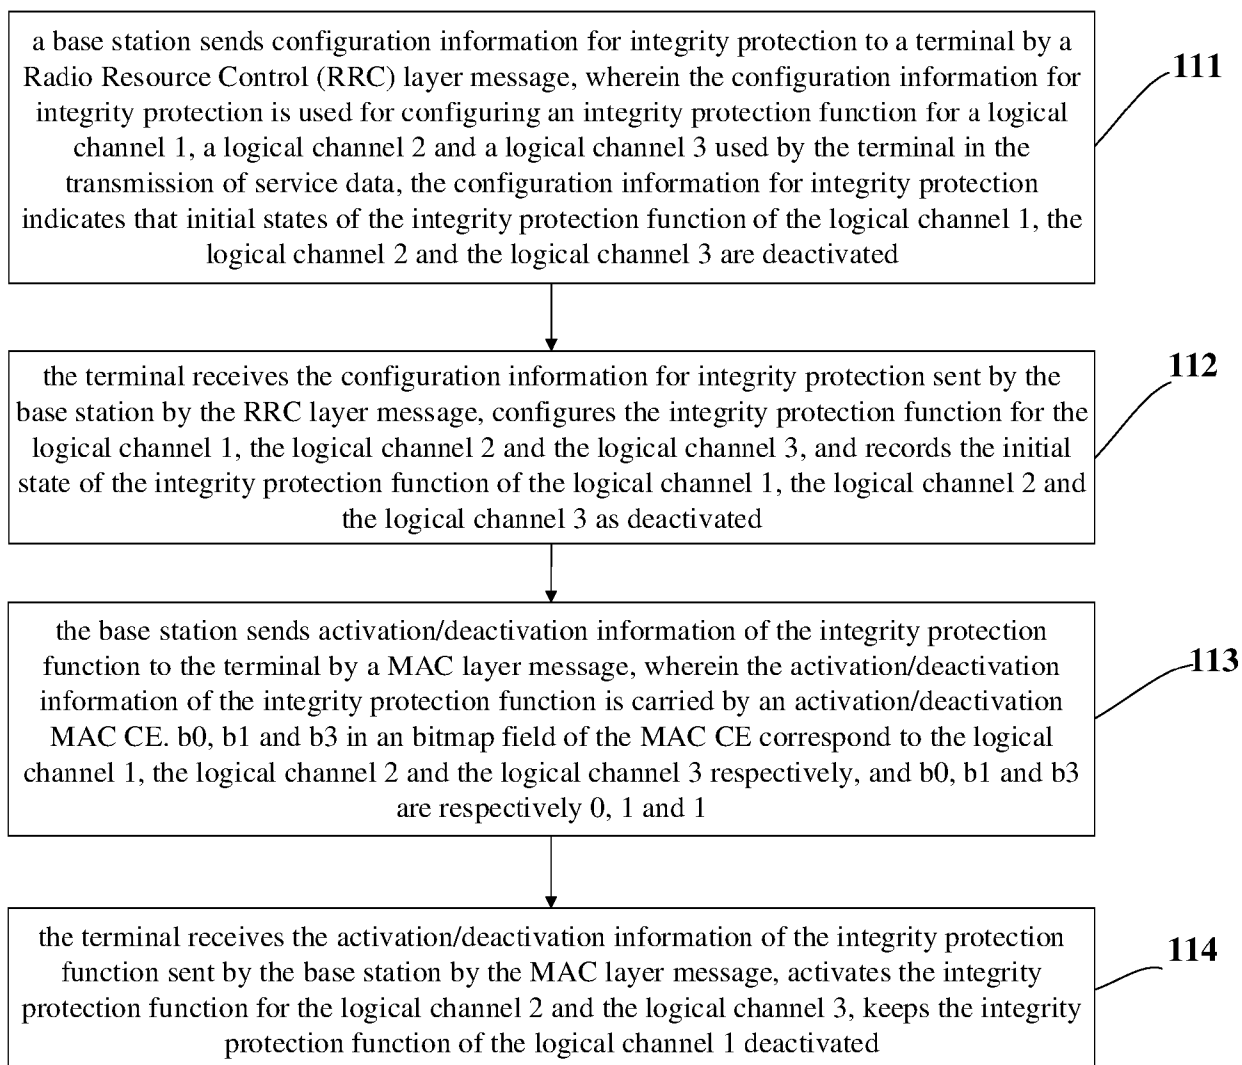 a base station sends configuration information for integrity protection to a terminal by a
Radio Resource Control (RRC) layer message, wherein the configuration information for
integrity protection is used for configuring an integrity protection function for a logical
channel 1, a logical channel 2 and a logical channel 3 used by the terminal in the
transmission of service data, the configuration information for integrity protection
indicates that initial states of the integrity protection function of the logical channel 1, the
logical channel 2 and the logical channel 3 are deactivated
111
the terminal receives the configuration information for integrity protection sent by the
base station by the RRC layer message, configures the integrity protection function for the
logical channel 1, the logical channel 2 and the logical channel 3, and records the initial
state of the integrity protection function of the logical channel 1, the logical channel 2 and
the logical channel 3 as deactivated
112
the base station sends activation/deactivation information of the integrity protection
function to the terminal by a MAC layer message, wherein the activation/deactivation
information of the integrity protection function is carried by an activation/deactivation
MAC CE. b0, b1 and b3 in an bitmap field of the MAC CE correspond to the logical
channel 1, the logical channel 2 and the logical channel 3 respectively, and b0, b1 and b3
are respectively 0, 1 and 1
113
the terminal receives the activation/deactivation information of the integrity protection
function sent by the base station by the MAC layer message, activates the integrity
protection function for the logical channel 2 and the logical channel 3, keeps the integrity
protection function of the logical channel 1 deactivated
114